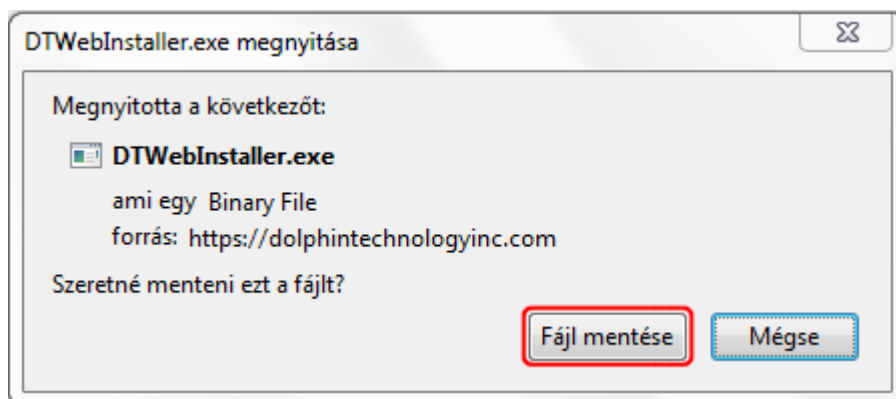 DTWebInstaller.exe megnyitása
Megnyitotta a következőt:
DTWebInstaller.exe
ami egy Binary File
forrás: https://dolphintechnologyinc.com
Szeretné menteni ezt a fájlt?
Fájl mentése Mégse